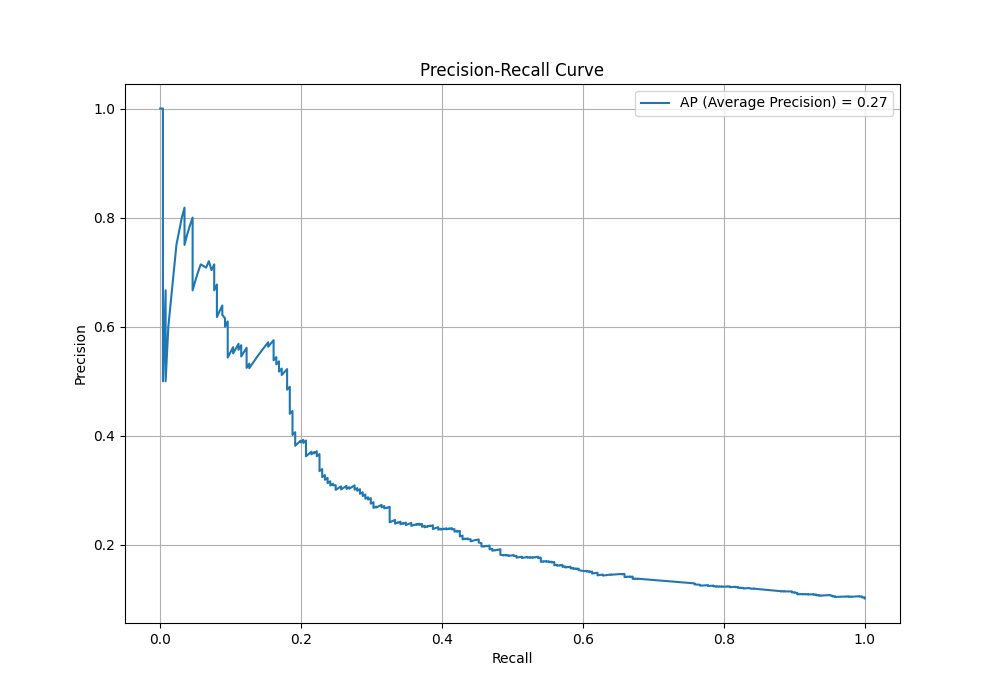 Precision-Recall Curve
AP (Average Precision) = 0.27
Precision
1.0
0.8
0.6
0.4
0.2
0.0 0.2 0.4 0.6 0.8 1.0
Recall